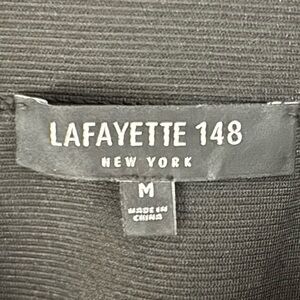 LAFAYETTE 148
NEW YORK
M
MADE IN
CHINA